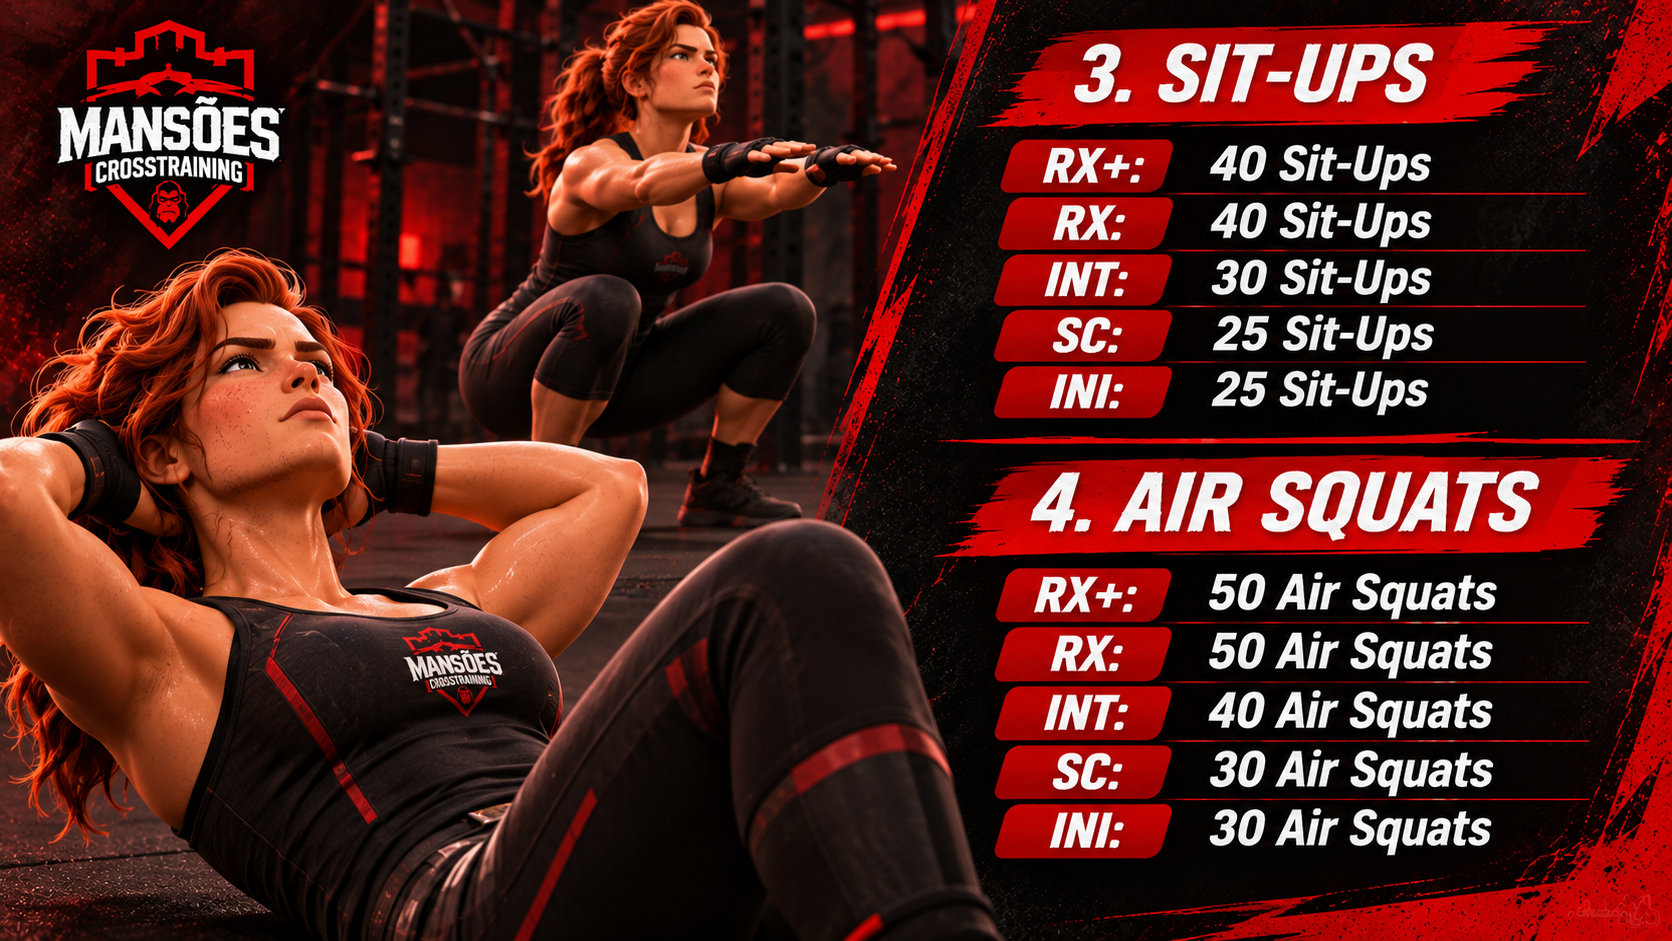 MANSÕES
CROSSTRAINING
MANSÕES
CROSSTRAINING
3. SIT-UPS
RX+: 40 Sit-Ups
RX: 40 Sit-Ups
INT: 30 Sit-Ups
SC: 25 Sit-Ups
INI: 25 Sit-Ups
4. AIR SQUATS
RX+: 50 Air Squats
RX: 50 Air Squats
INT: 40 Air Squats
SC: 30 Air Squats
INI: 30 Air Squats